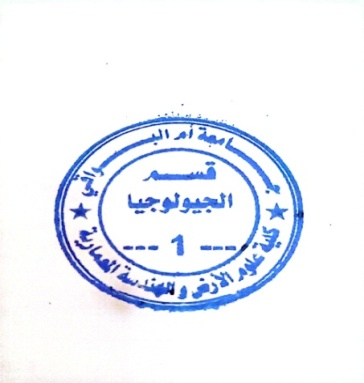 جامعة أم البواقي
قسم
الجيولوجيا
--- 1 ---
كلية علوم الأرض و الهندسة المعمارية